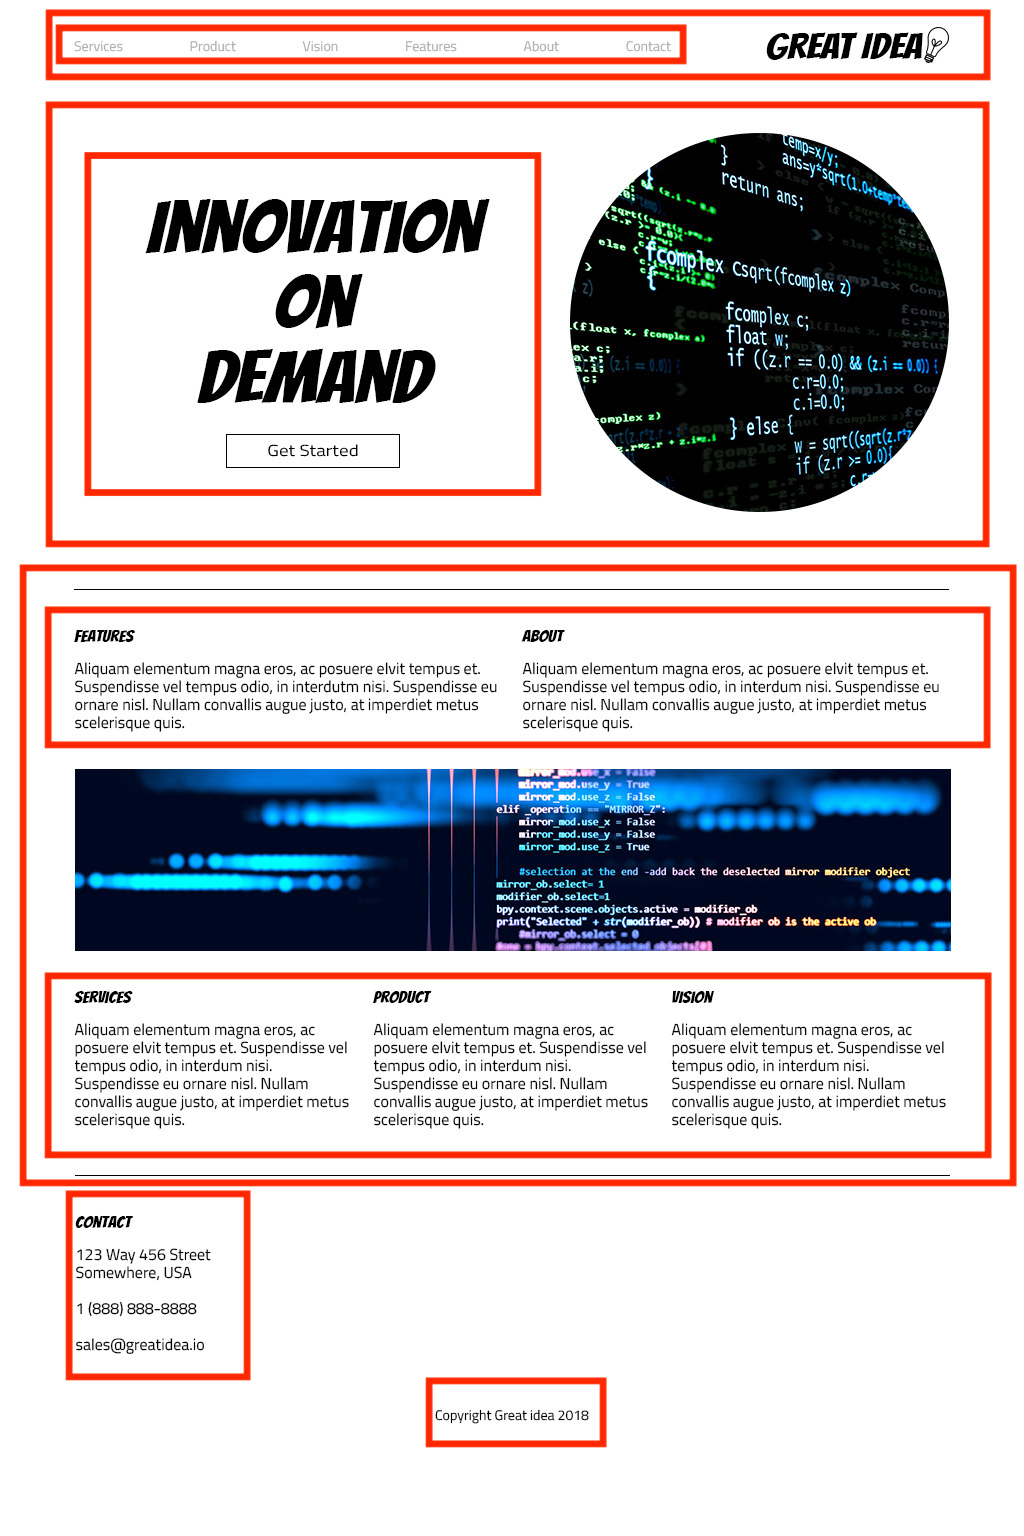 Services Product Vision Features About Contact
GREAT IDEA
INNOVATION
ON
DEMAND
Get Started
temp=x/y;
}
return ans;
fcomplex Csqrt(fcomplex z)
{
fcomplex c;
float w;
if ((z.r == 0.0) && (z.i == 0.0)) {
c.r=0.0;
c.i=0.0;
} else {
FEATURES
Aliquam elementum magna eros, ac posuere elvit tempus et.
Suspendisse vel tempus odio, in interdutm nisi. Suspendisse eu
ornare nisl. Nullam convallis augue justo, at imperdiet metus
scelerisque quis.
ABOUT
Aliquam elementum magna eros, ac posuere elvit tempus et.
Suspendisse vel tempus odio, in interdum nisi. Suspendisse eu
ornare nisl. Nullam convallis augue justo, at imperdiet metus
scelerisque quis.
mirror_mod.use_x = False
mirror_mod.use_y = True
mirror_mod.use_z = False
elif _operation == "MIRROR_Z":
mirror_mod.use_x = False
mirror_mod.use_y = False
mirror_mod.use_z = True
#selection at the end -add back the deselected mirror modifier object
mirror_ob.select= 1
modifier_ob.select=1
bpy.context.scene.objects.active = modifier_ob
print("Selected" + str(modifier_ob)) # modifier ob is the active ob
#mirror_ob.select = 0
SERVICES
Aliquam elementum magna eros, ac
posuere elvit tempus et. Suspendisse vel
tempus odio, in interdum nisi.
Suspendisse eu ornare nisl. Nullam
convallis augue justo, at imperdiet metus
scelerisque quis.
PRODUCT
Aliquam elementum magna eros, ac
posuere elvit tempus et. Suspendisse vel
tempus odio, in interdum nisi.
Suspendisse eu ornare nisl. Nullam
convallis augue justo, at imperdiet metus
scelerisque quis.
VISION
Aliquam elementum magna eros, ac
posuere elvit tempus et. Suspendisse vel
tempus odio, in interdum nisi.
Suspendisse eu ornare nisl. Nullam
convallis augue justo, at imperdiet metus
scelerisque quis.
CONTACT
123 Way 456 Street
Somewhere, USA
1 (888) 888-8888
sales@greatidea.io
Copyright Great idea 2018